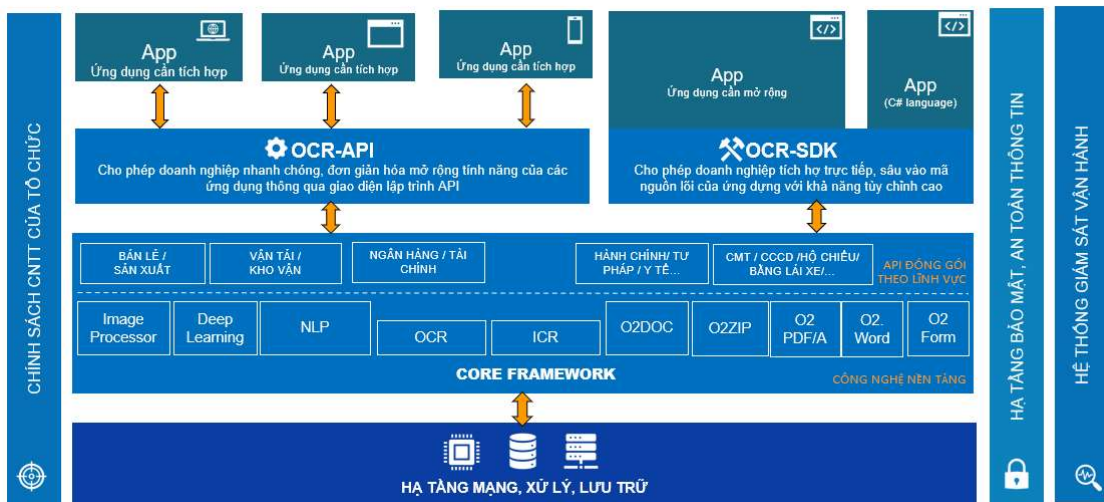 CHÍNH SÁCH CNTT CỦA TỔ CHỨC
App
Ứng dụng cần tích hợp
App
Ứng dụng cần tích hợp
App
Ứng dụng cần tích hợp
App
Ứng dụng cần mở rộng
App
(C# language)
OCR-API
Cho phép doanh nghiệp nhanh chóng, đơn giản hóa mở rộng tính năng của các
ứng dụng thông qua giao diện lập trình API
OCR-SDK
Cho phép doanh nghiệp tích hợ trực tiếp, sâu vào mã
nguồn lõi của ứng dựng với khả năng tùy chỉnh cao
BÁN LẺ /
SẢN XUẤT
VẬN TẢI /
KHO VẬN
NGÂN HÀNG / TÀI
CHÍNH
HÀNH CHÍNH/ TƯ
PHÁP / Y TẾ...
CMT / CCCD /HỘ CHIẾU/
BẰNG LÁI XE/...
API ĐÓNG GÓI
THEO LĨNH VỰC
Image
Processor
Deep
Learning
NLP
OCR
ICR
O2DOC
O2ZIP
O2
PDF/A
O2.
Word
O2
Form
CORE FRAMEWORK
CÔNG NGHỆ NỀN TẢNG
HẠ TẦNG MẠNG, XỬ LÝ, LƯU TRỮ
HẠ TẦNG BẢO MẬT, AN TOÀN THÔNG TIN
HỆ THỐNG GIÁM SÁT VẬN HÀNH